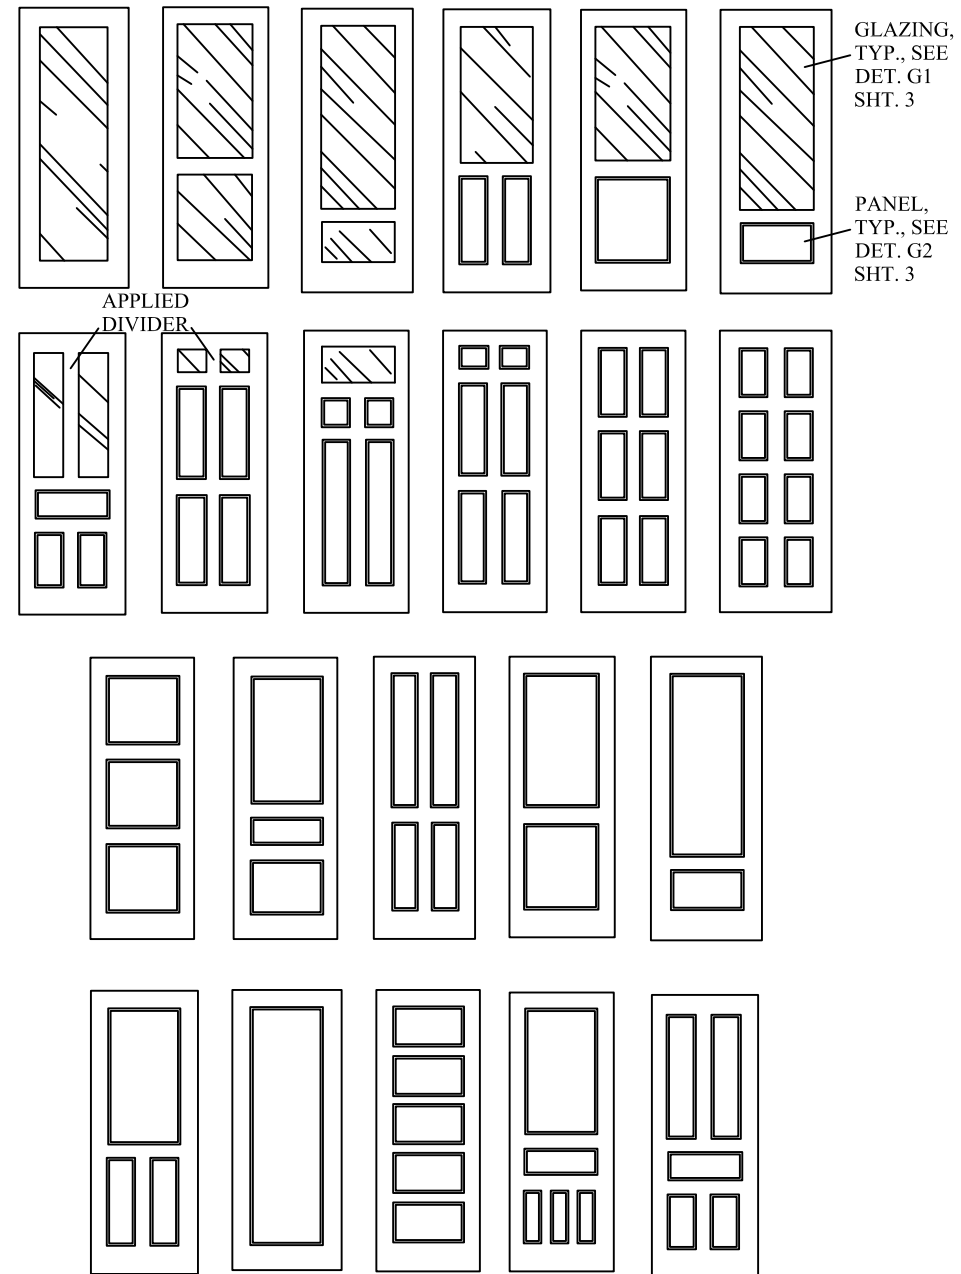 GLAZING,
TYP., SEE
DET. G1
SHT. 3
PANEL,
TYP., SEE
DET. G2
SHT. 3
APPLIED
DIVIDER